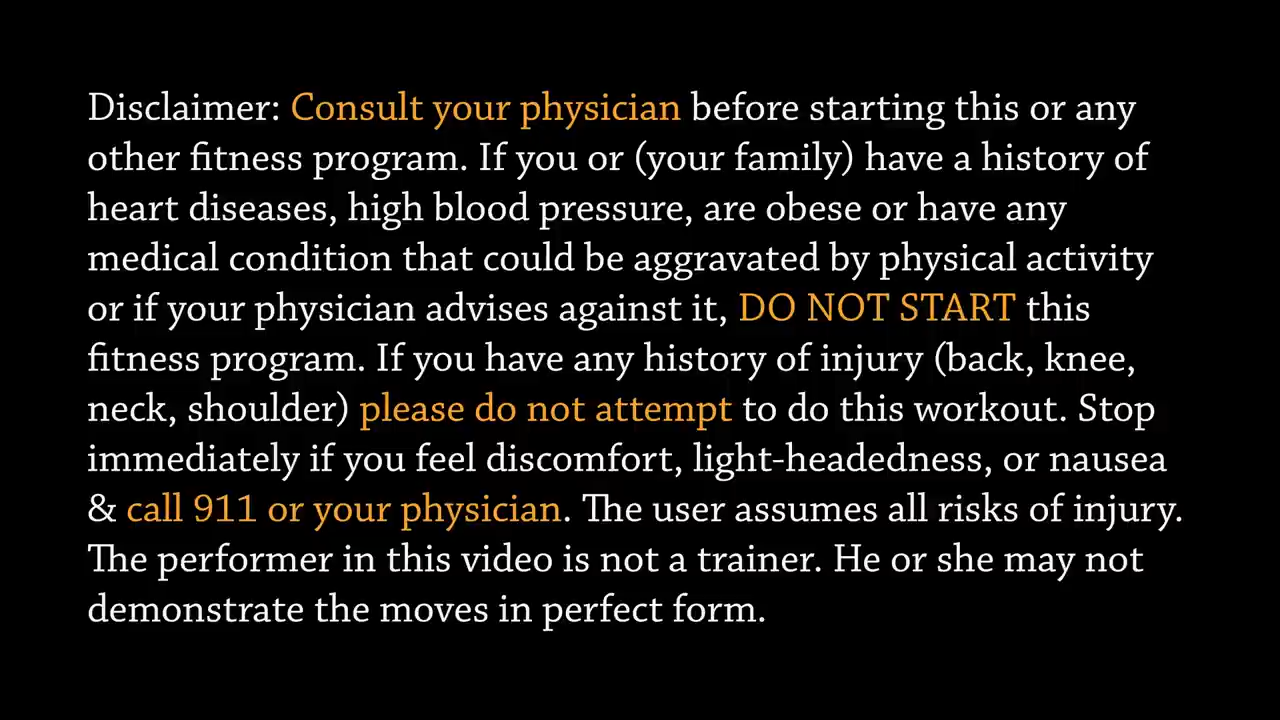 Disclaimer: Consult your physician before starting this or any
other fitness program. If you or (your family) have a history of
heart diseases, high blood pressure, are obese or have any
medical condition that could be aggravated by physical activity
or if your physician advises against it, DO NOT START this
fitness program. If you have any history of injury (back, knee,
neck, shoulder) please do not attempt to do this workout. Stop
immediately if you feel discomfort, light-headedness, or nausea
& call 911 or your physician. The user assumes all risks of injury.
The performer in this video is not a trainer. He or she may not
demonstrate the moves in perfect form.